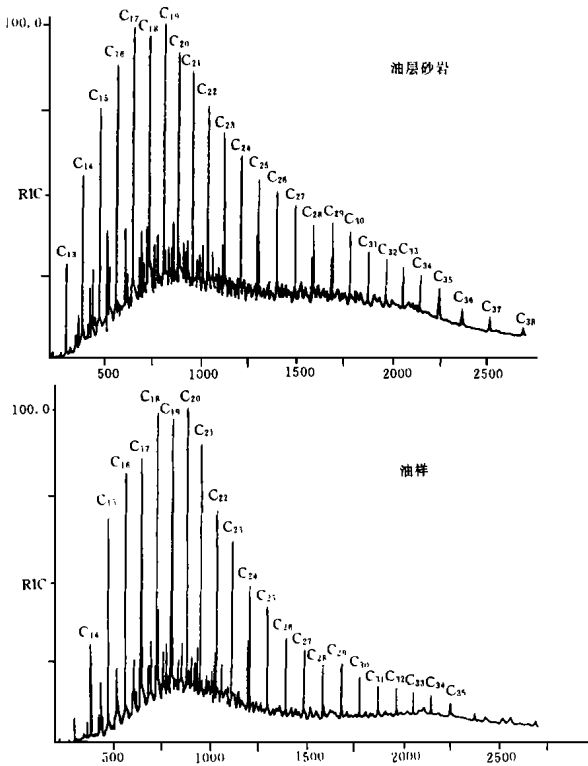 100.0
RIC
油层砂岩
C13
C14
C15
C16
C17
C18
C19
C20
C21
C22
C23
C24
C25
C26
C27
C28
C29
C30
C31
C32
C33
C34
C35
C36
C37
C38
500
1000
1500
2000
2500
100.0
RIC
油样
C14
C15
C16
C17
C18
C19
C20
C21
C22
C23
C24
C25
C26
C27
C28
C29
C30
C31
C32
C33
C34
C35
500
1000
1500
2000
2500